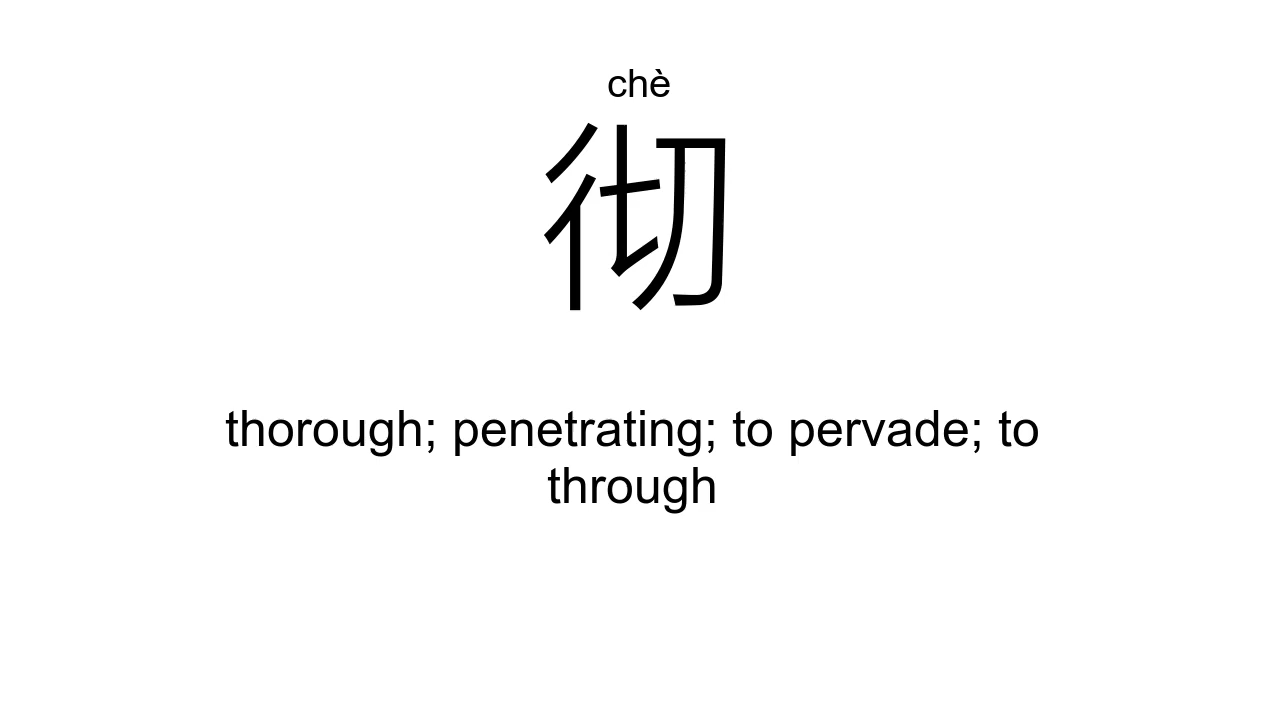 chè
彻
thorough; penetrating; to pervade; to
through